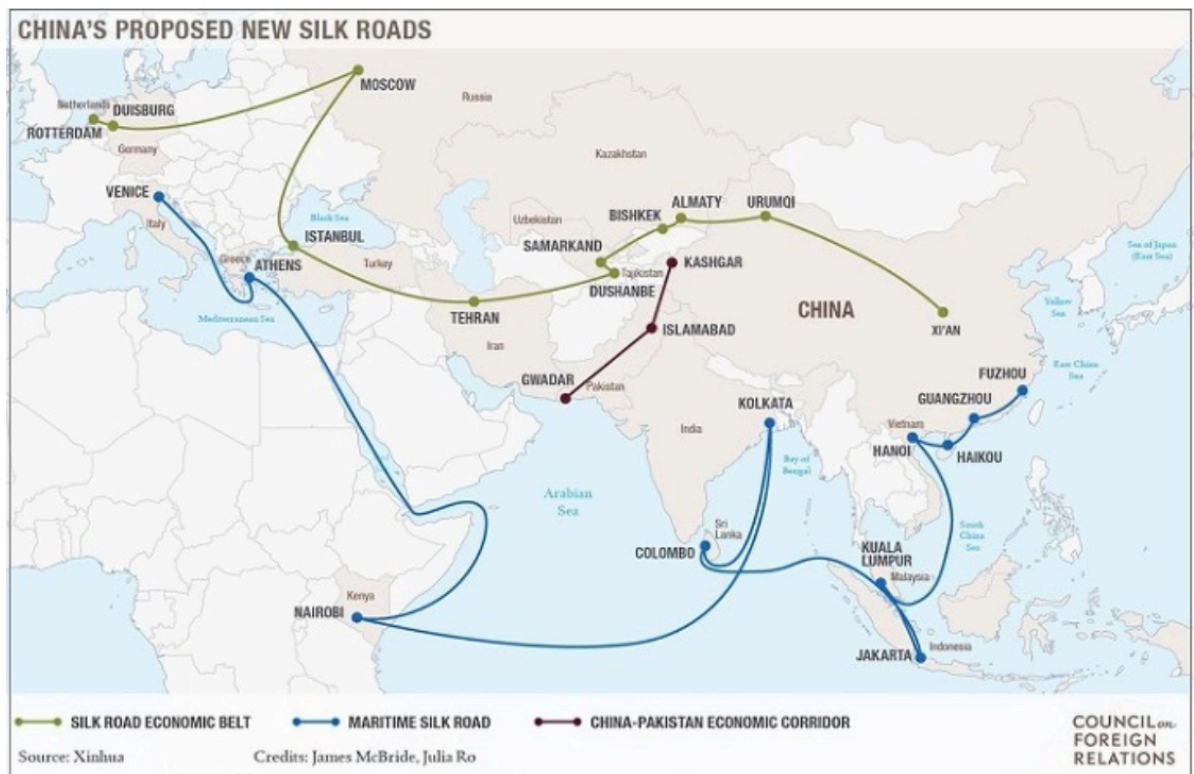 CHINA'S PROPOSED NEW SILK ROADS
MOSCOW
Russia
Netherlands
DUISBURG
ROTTERDAM
Germany
Kazakhstan
VENICE
Italy
Black Sea
ISTANBUL
Uzbekistan
BISHKEK
ALMATY
URUMQI
SAMARKAND
Greece
ATHENS
Turkey
Tajikistan
DUSHANBE
KASHGAR
Sea of Japan
(East Sea)
Mediterranean Sea
TEHRAN
Iran
ISLAMABAD
CHINA
XI'AN
Yellow
Sea
East China
Sea
GWADAR
Pakistan
KOLKATA
India
FUZHOU
GUANGZHOU
Vietnam
HANOI
HAIKOU
Bay of
Bengal
Arabian
Sea
Sri
Lanka
COLOMBO
South
China
Sea
KUALA
LUMPUR
Malaysia
Kenya
NAIROBI
JAKARTA
Indonesia
SILK ROAD ECONOMIC BELT
MARITIME SILK ROAD
CHINA-PAKISTAN ECONOMIC CORRIDOR
Source: Xinhua
Credits: James McBride, Julia Ro
COUNCIL on
FOREIGN
RELATIONS